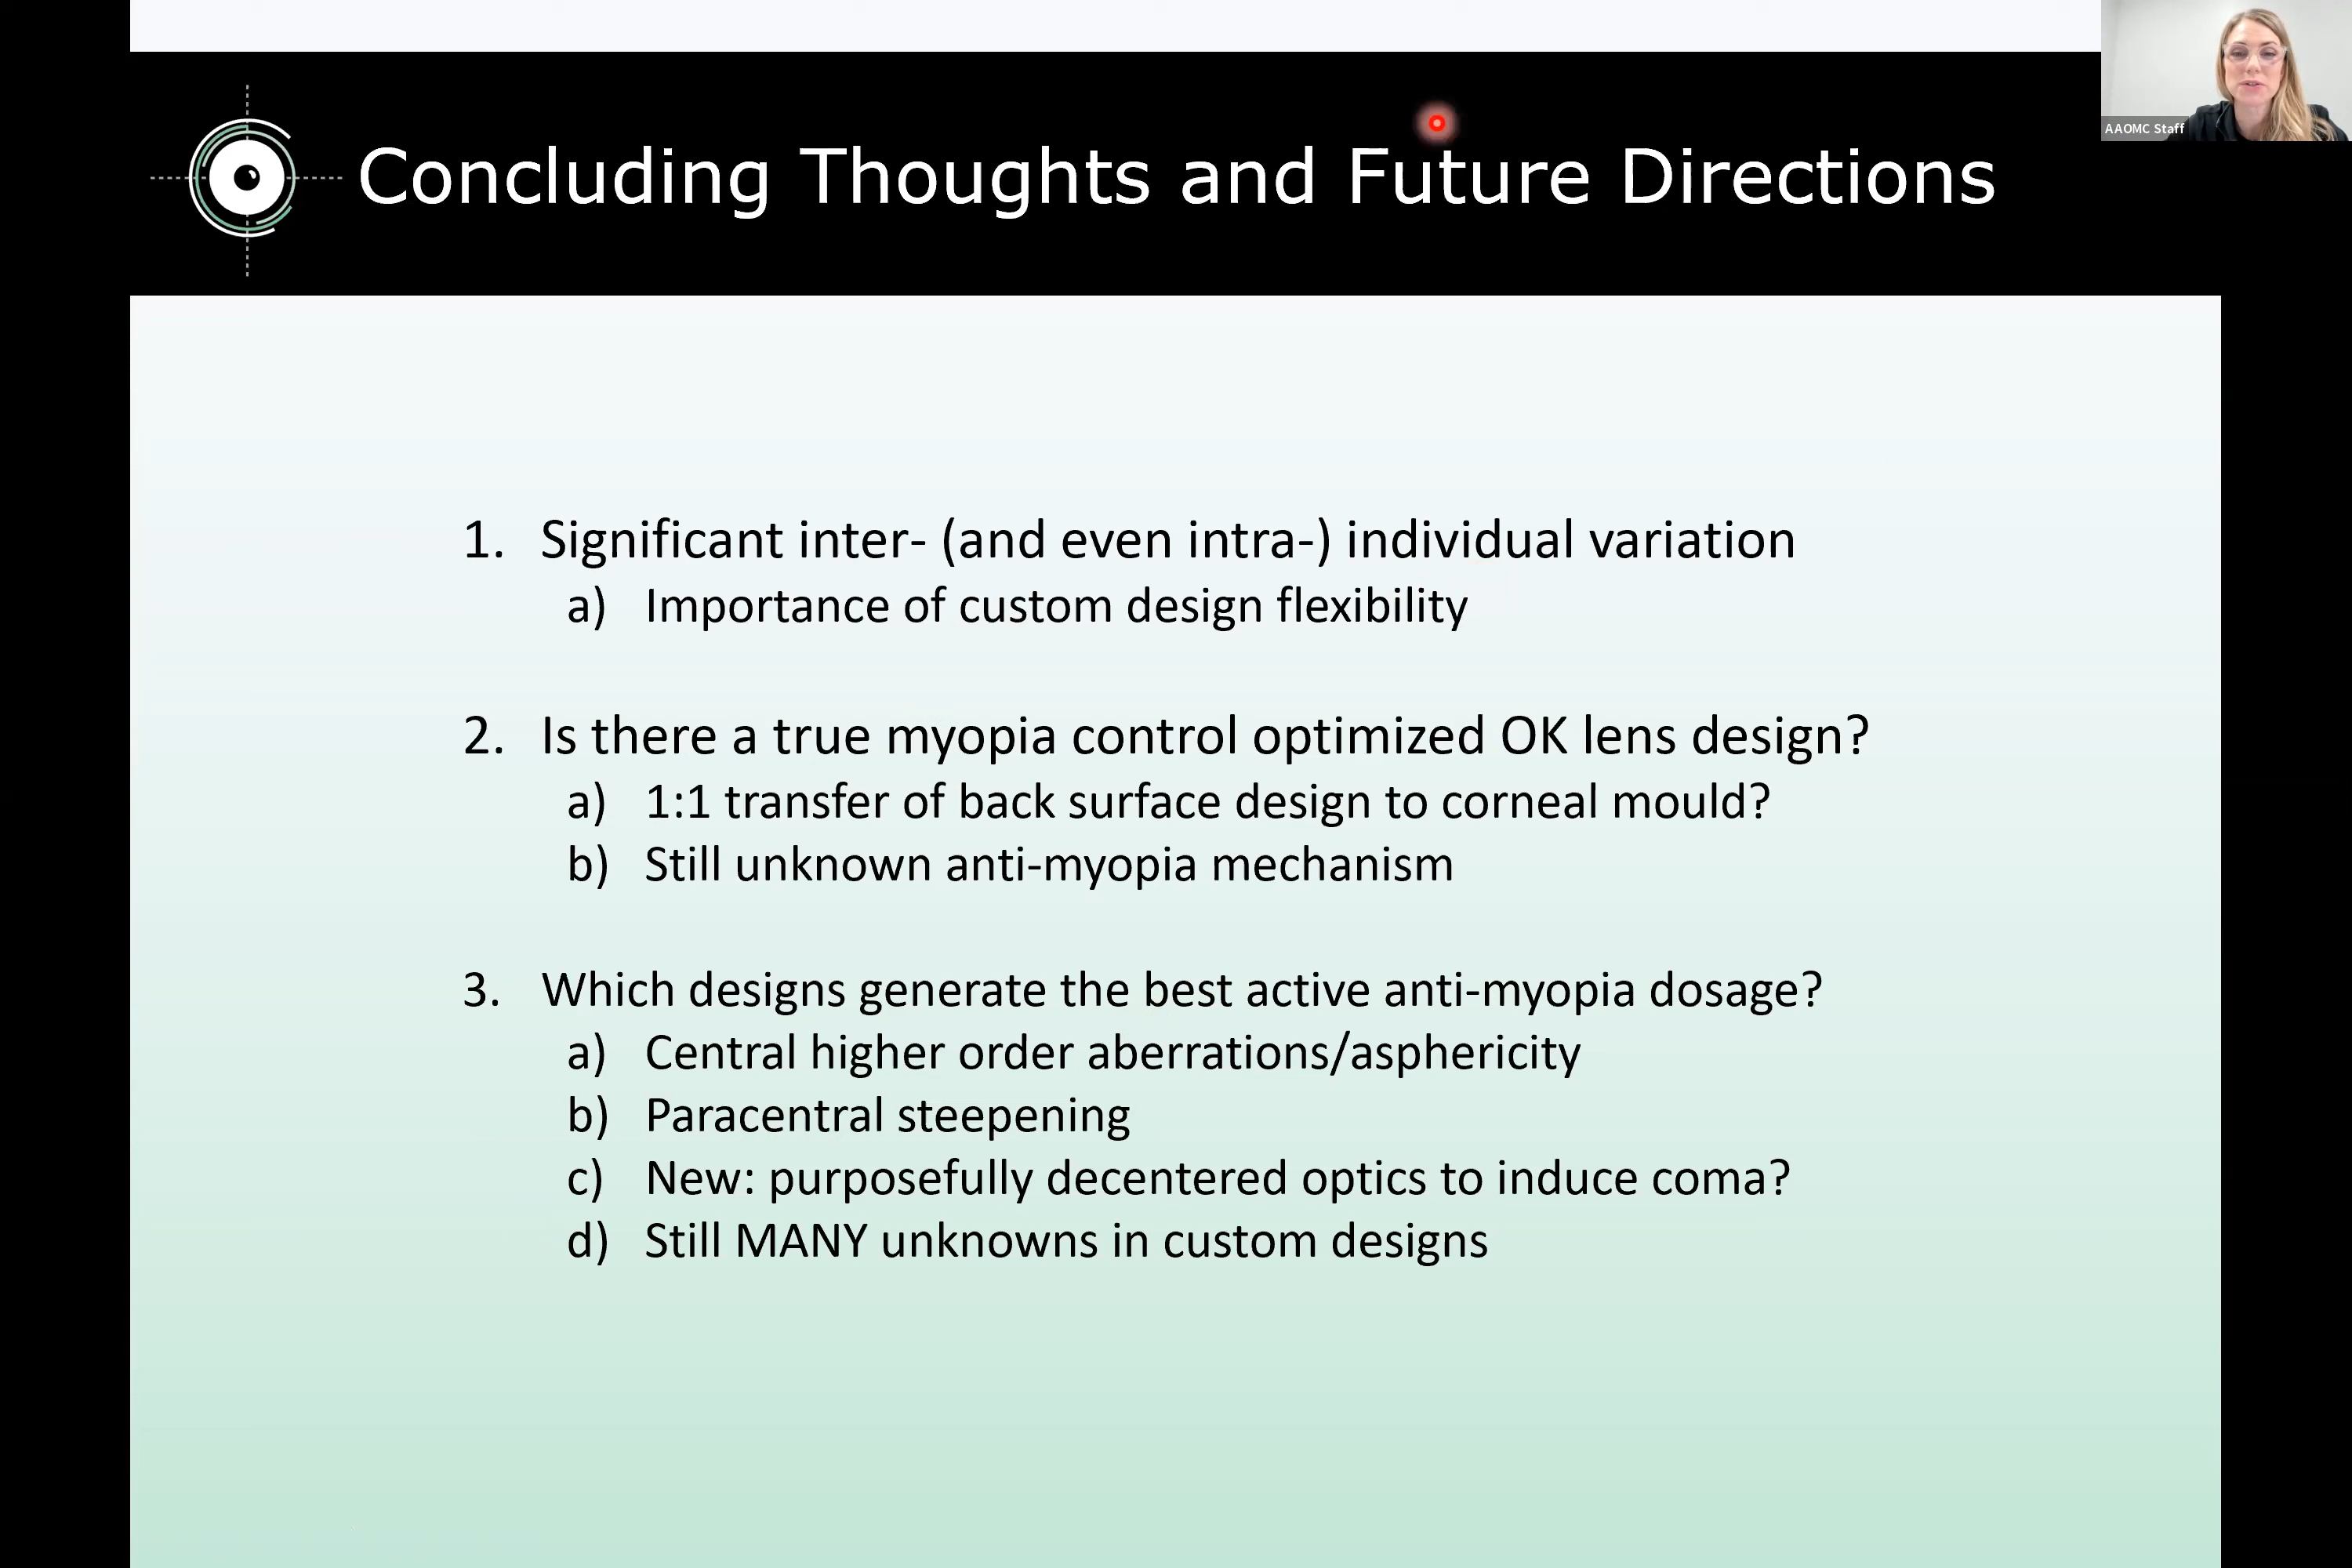 AAOMC Staff
Concluding Thoughts and Future Directions
1. Significant inter- (and even intra-) individual variation
a) Importance of custom design flexibility
2. Is there a true myopia control optimized OK lens design?
a) 1:1 transfer of back surface design to corneal mould?
b) Still unknown anti-myopia mechanism
3. Which designs generate the best active anti-myopia dosage?
a) Central higher order aberrations/asphericity
b) Paracentral steepening
c) New: purposefully decentered optics to induce coma?
d) Still MANY unknowns in custom designs